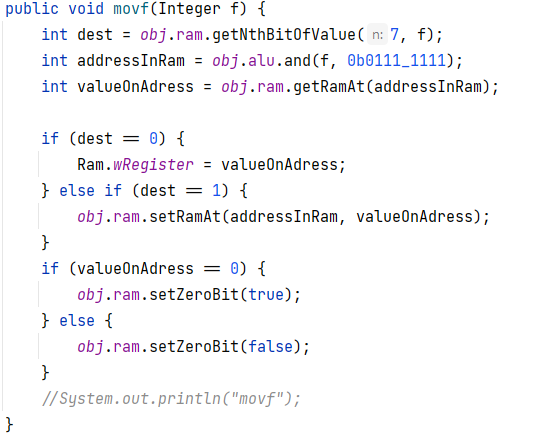 public void movf(Integer f) {
    int dest = obj.ram.getNthBitOfValue( n: 7, f);
    int addressInRam = obj.alu.and(f, 0b0111_1111);
    int valueOnAdress = obj.ram.getRamAt(addressInRam);

    if (dest == 0) {
        Ram.wRegister = valueOnAdress;
    } else if (dest == 1) {
        obj.ram.setRamAt(addressInRam, valueOnAdress);
    }
    if (valueOnAdress == 0) {
        obj.ram.setZeroBit(true);
    } else {
        obj.ram.setZeroBit(false);
    }
    //System.out.println("movf");
}